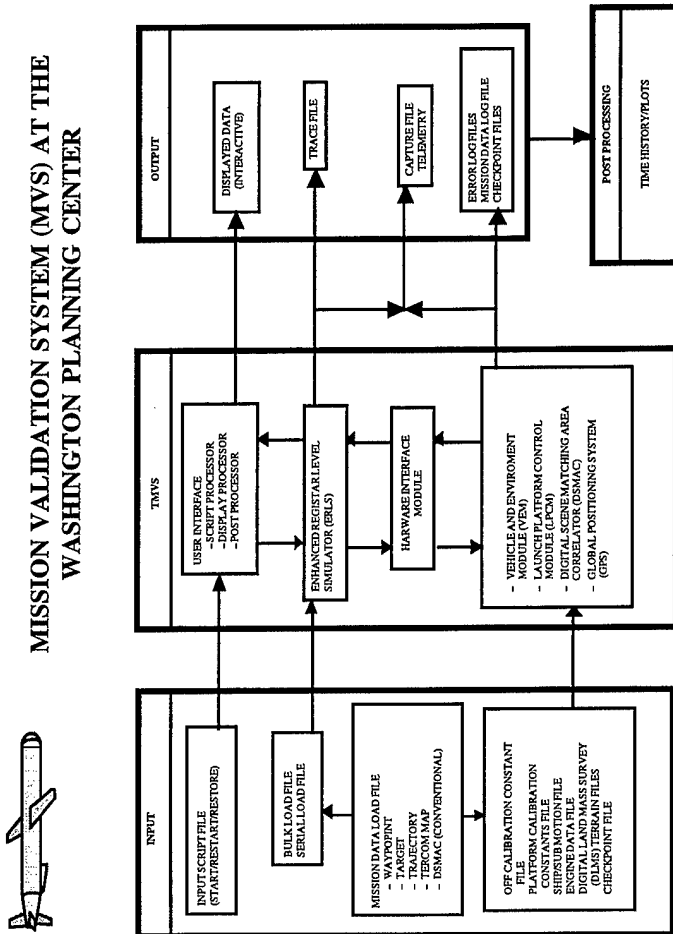 MISSION VALIDATION SYSTEM (MVS) AT THE
WASHINGTON PLANNING CENTER
INPUT
INPUT SCRIPT FILE
(START/RESTART/RESTORE)
BULK LOAD FILE
SERIAL LOAD FILE
MISSION DATA LOAD FILE
- WAYPOPINT
- TARGET
- TRAJECTORY
- TERCOM MAP
- DSMAC (CONVENTIONAL)
OFF CALIBRATION CONSTANT
FILE
PLATFORM CALIBRATION
CONSTANTS FILE
SHIP/SUB MOTION FILE
ENGINE DATA FILE
DIGITAL LAND MASS SURVEY
(DLMS) TERRAIN FILES
CHECKPOINT FILE
TMVS
USER INTERFACE
- SCRIPT PROCESSOR
- DISPLAY PROCESSOR
- POST PROCESSOR
ENHANCED REGISTAR LEVEL
SIMULATOR (ERLS)
HARWARE INTERFACE
MODULE
- VEHICLE AND ENVIROMENT
MODULE (VEM)
- LAUNCH PLATFORM CONTROL
MODULE (LPCM)
- DIGITAL SCENE MATCHING AREA
CORRELATOR (DSMAC)
- GLOBAL POSITIONING SYSTEM
(GPS)
OUTPUT
DISPLAYED DATA
(INTERACTIVE)
TRACE FILE
CAPTURE FILE
TELEMETRY
ERROR LOG FILES
MISSION DATA LOG FILE
CHECKPOINT FILES
POST PROCESSING
TIME HISTORY/PLOTS